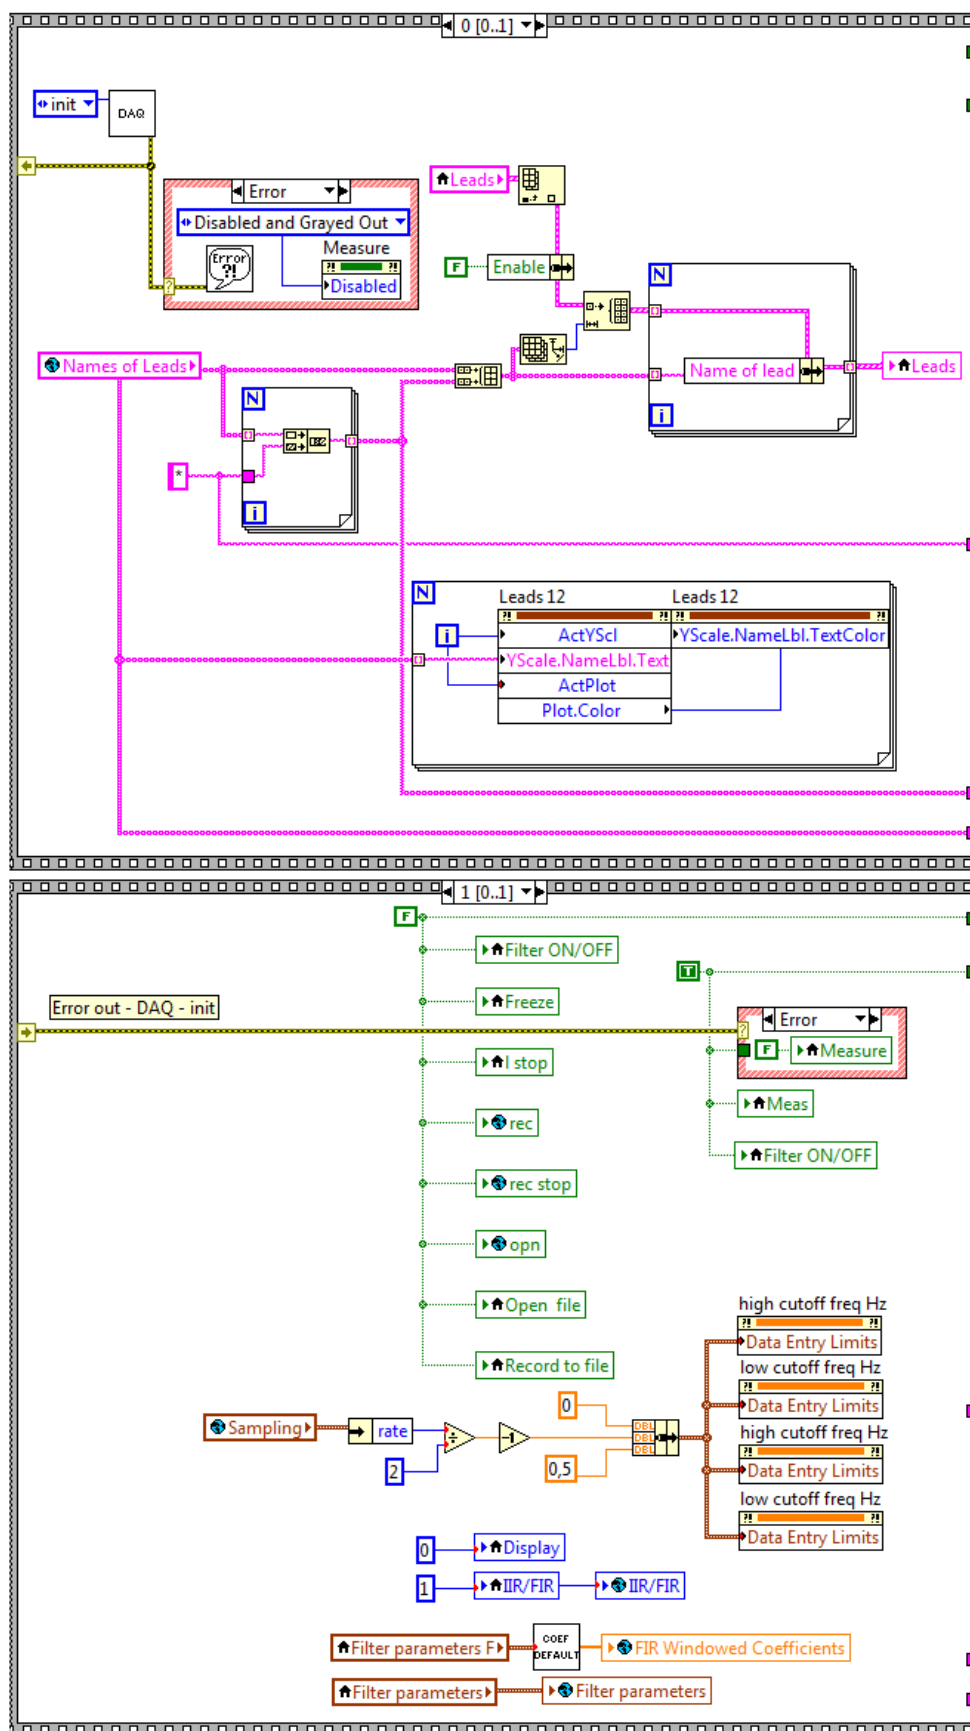 0 [0..1]
init
DAQ
Error
Leads
Disabled and Grayed Out
Error
?!
Measure
Disabled
F
Enable
N
Names of Leads
Name of lead
Leads
N
i
*
i
N
Leads 12
Leads 12
i
ActYScl
YScale.NameLbl.TextColor
YScale.NameLbl.Text
ActPlot
Plot.Color
1 [0..1]
F
Filter ON/OFF
T
Error out - DAQ - init
Freeze
Error
F
Measure
I stop
Meas
rec
Filter ON/OFF
rec stop
opn
Open file
high cutoff freq Hz
Data Entry Limits
Record to file
low cutoff freq Hz
Data Entry Limits
0
Sampling
rate
÷
-1
DBL
DBL
DBL
high cutoff freq Hz
Data Entry Limits
2
0,5
low cutoff freq Hz
Data Entry Limits
0
Display
1
IIR/FIR
IIR/FIR
Filter parameters F
COEF
DEFAULT
FIR Windowed Coefficients
Filter parameters
Filter parameters